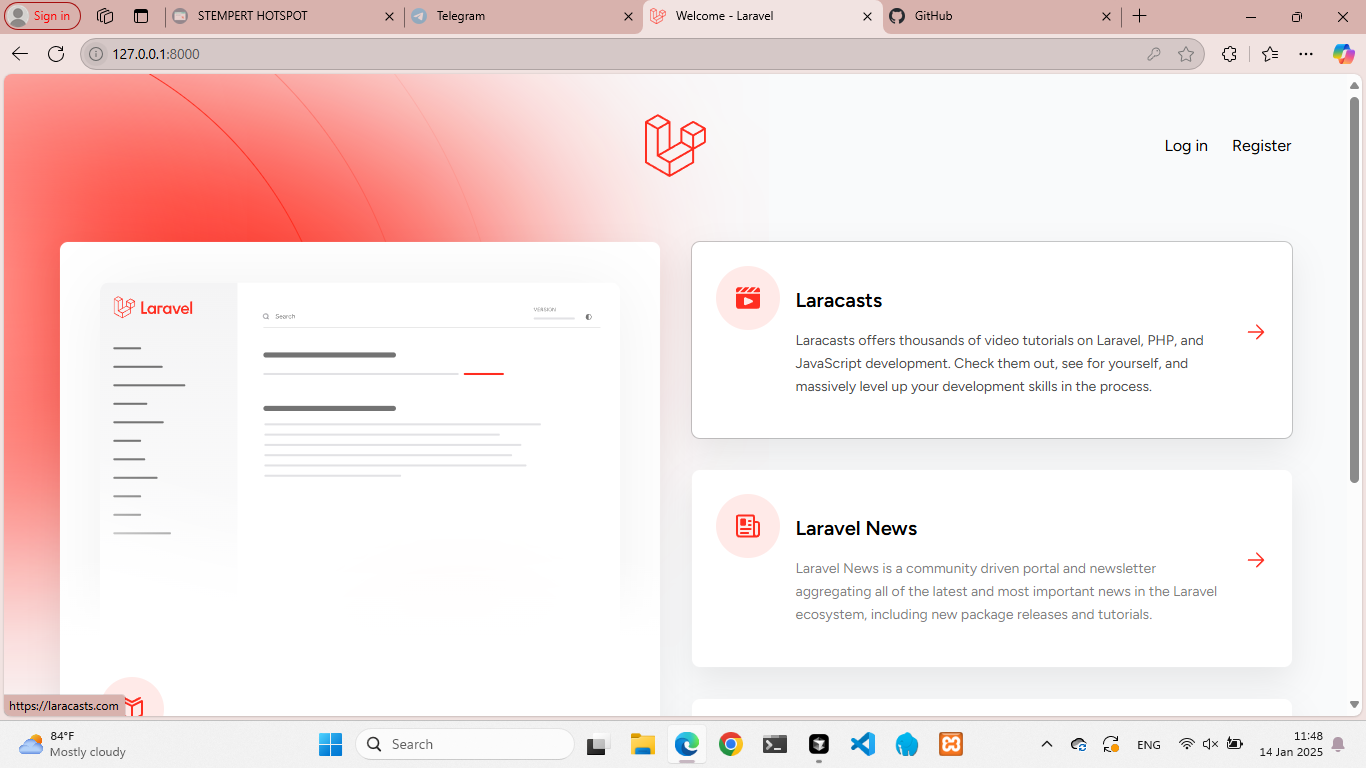 Sign in
STEMPERT HOTSPOT
Telegram
Welcome - Laravel
GitHub
127.0.0.1:8000
Log in
Register
Laravel
Search
VERSION
Laracasts
Laracasts offers thousands of video tutorials on Laravel, PHP, and
JavaScript development. Check them out, see for yourself, and
massively level up your development skills in the process.
Laravel News
Laravel News is a community driven portal and newsletter
aggregating all of the latest and most important news in the Laravel
ecosystem, including new package releases and tutorials.
https://laracasts.com
84°F
Mostly cloudy
Search
ENG
11:48
14 Jan 2025